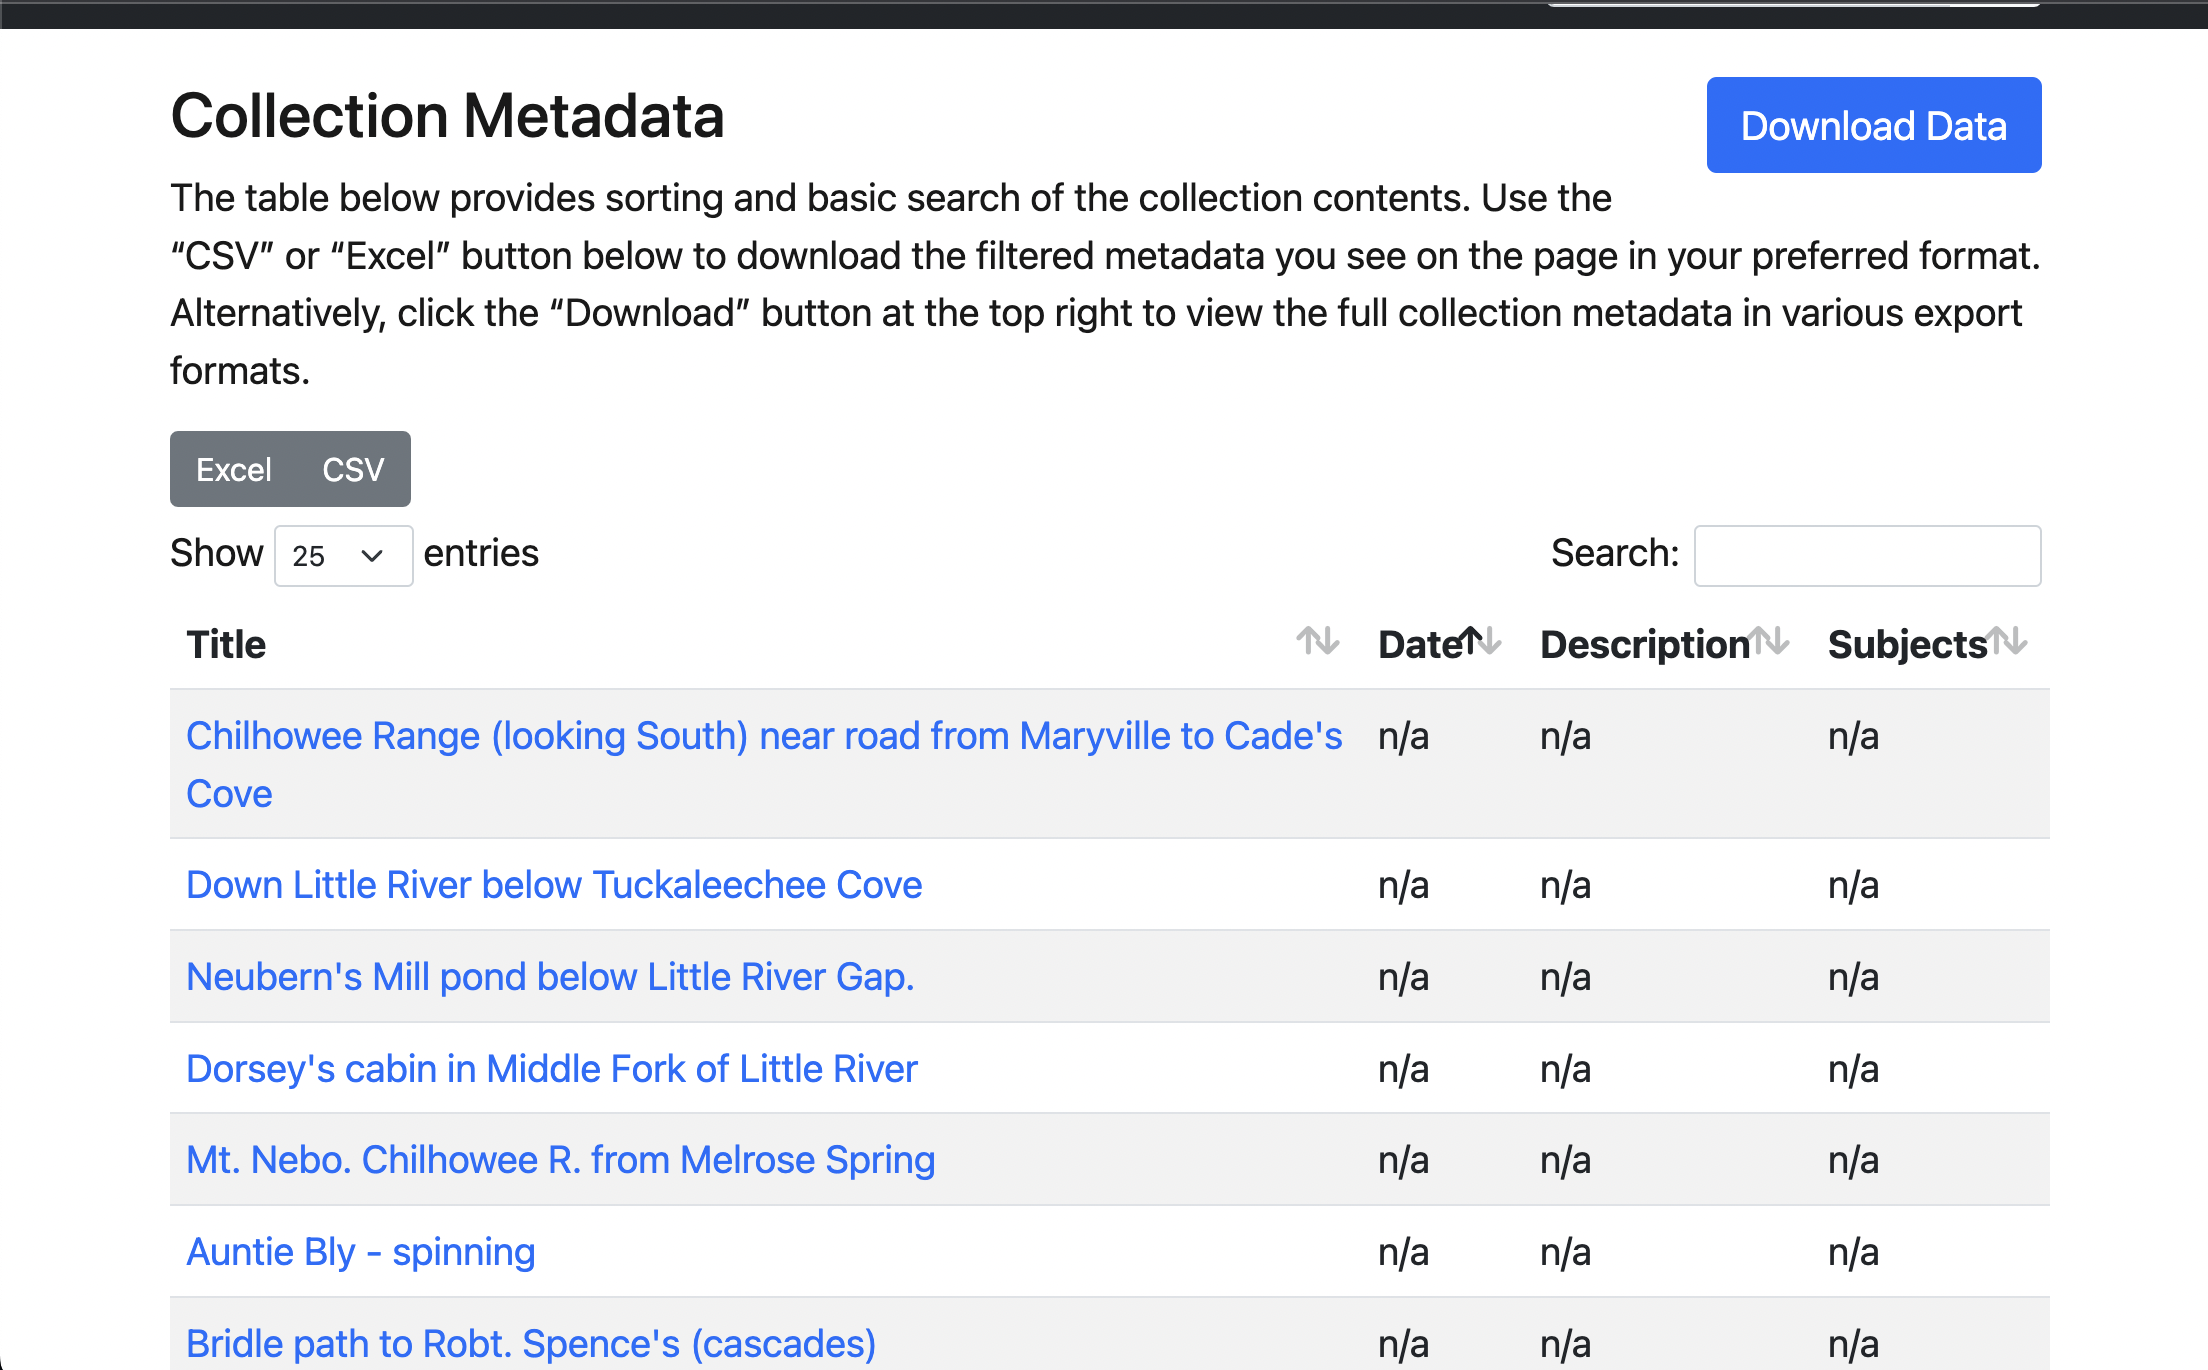 Collection Metadata
Download Data
The table below provides sorting and basic search of the collection contents. Use the
“CSV” or “Excel” button below to download the filtered metadata you see on the page in your preferred format.
Alternatively, click the “Download” button at the top right to view the full collection metadata in various export
formats.
Excel CSV
Show 25 entries Search:
Title Date Description Subjects
Chilhowee Range (looking South) near road from Maryville to Cade's n/a n/a n/a
Cove
Down Little River below Tuckaleechee Cove n/a n/a n/a
Neubern's Mill pond below Little River Gap. n/a n/a n/a
Dorsey's cabin in Middle Fork of Little River n/a n/a n/a
Mt. Nebo. Chilhowee R. from Melrose Spring n/a n/a n/a
Auntie Bly - spinning n/a n/a n/a
Bridle path to Robt. Spence's (cascades) n/a n/a n/a